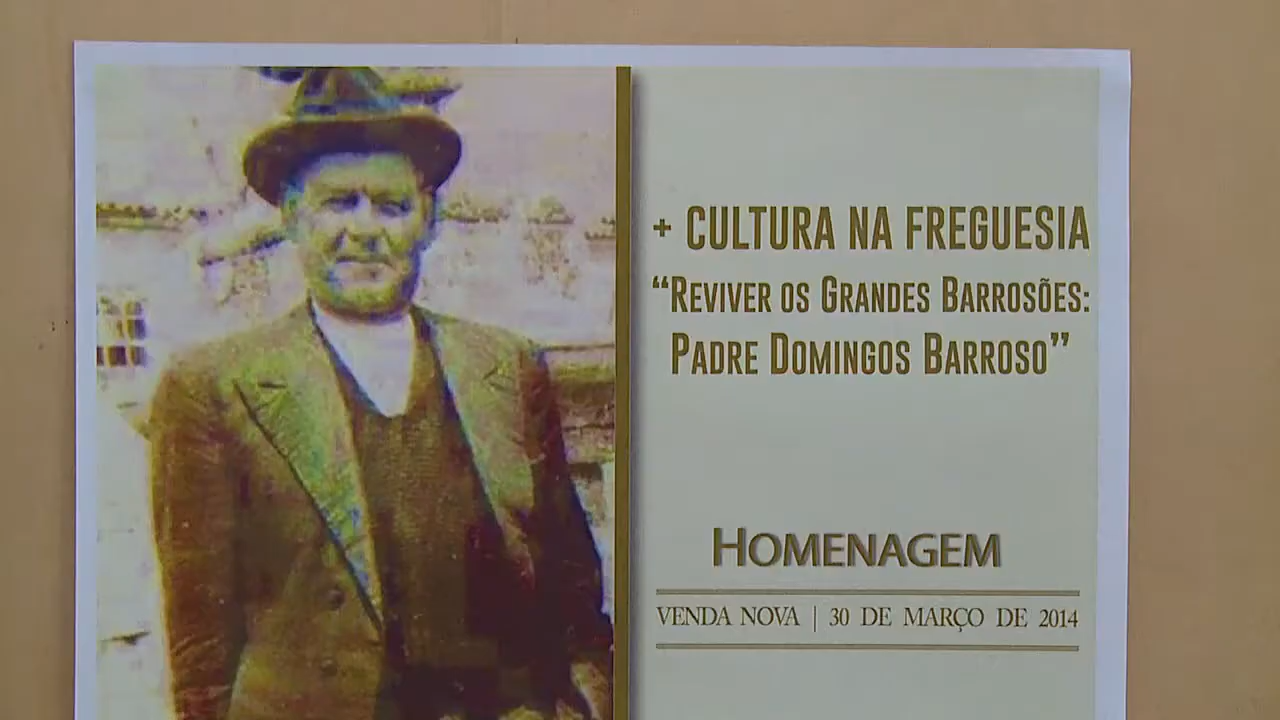 + CULTURA NA FREGUESIA
“REVIVER OS GRANDES BARROSÕES:
PADRE DOMINGOS BARROSO”
HOMENAGEM
VENDA NOVA | 30 DE MARÇO DE 2014